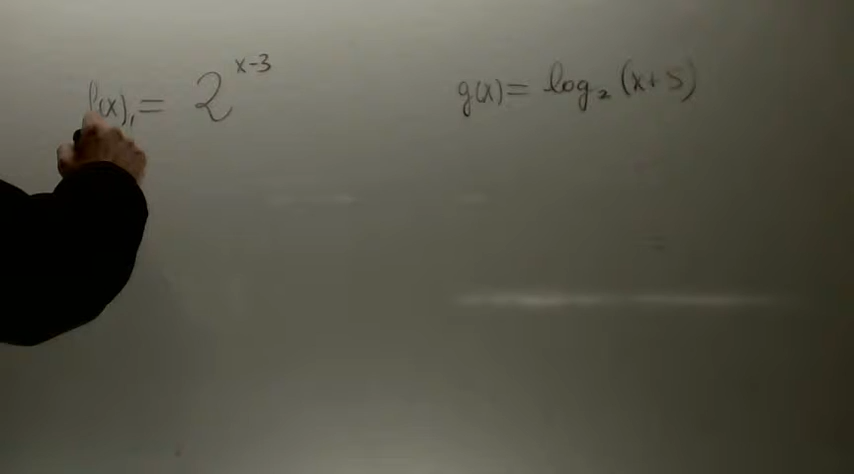 f(x) = 2^{x-3}
g(x) = log₂ (x+5)